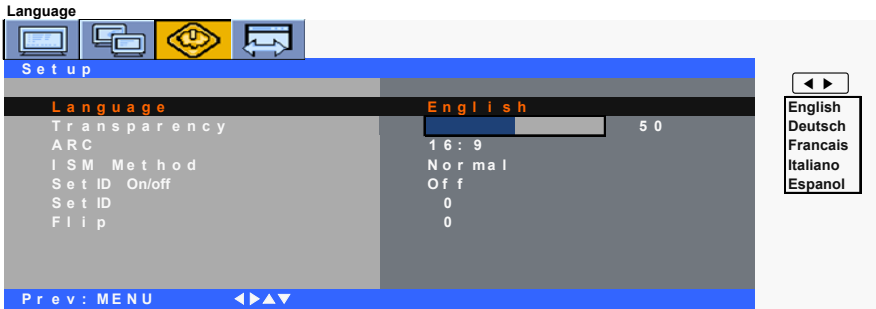 Language
Setup
Language English
Transparency 50
ARC 16:9
ISM Method Normal
Set ID On/off Off
Set ID 0
Flip 0
Prev: MENU ◀▶▲▼
◀ ▶
English
Deutsch
Francais
Italiano
Espanol